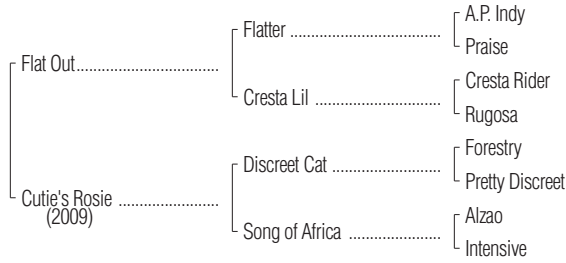 A.P. Indy
Flatter
Praise
Flat Out
Cresta Rider
Cresta Lil
Rugosa
Forestry
Discreet Cat
Pretty Discreet
Cutie's Rosie
(2009)
Alzao
Song of Africa
Intensive